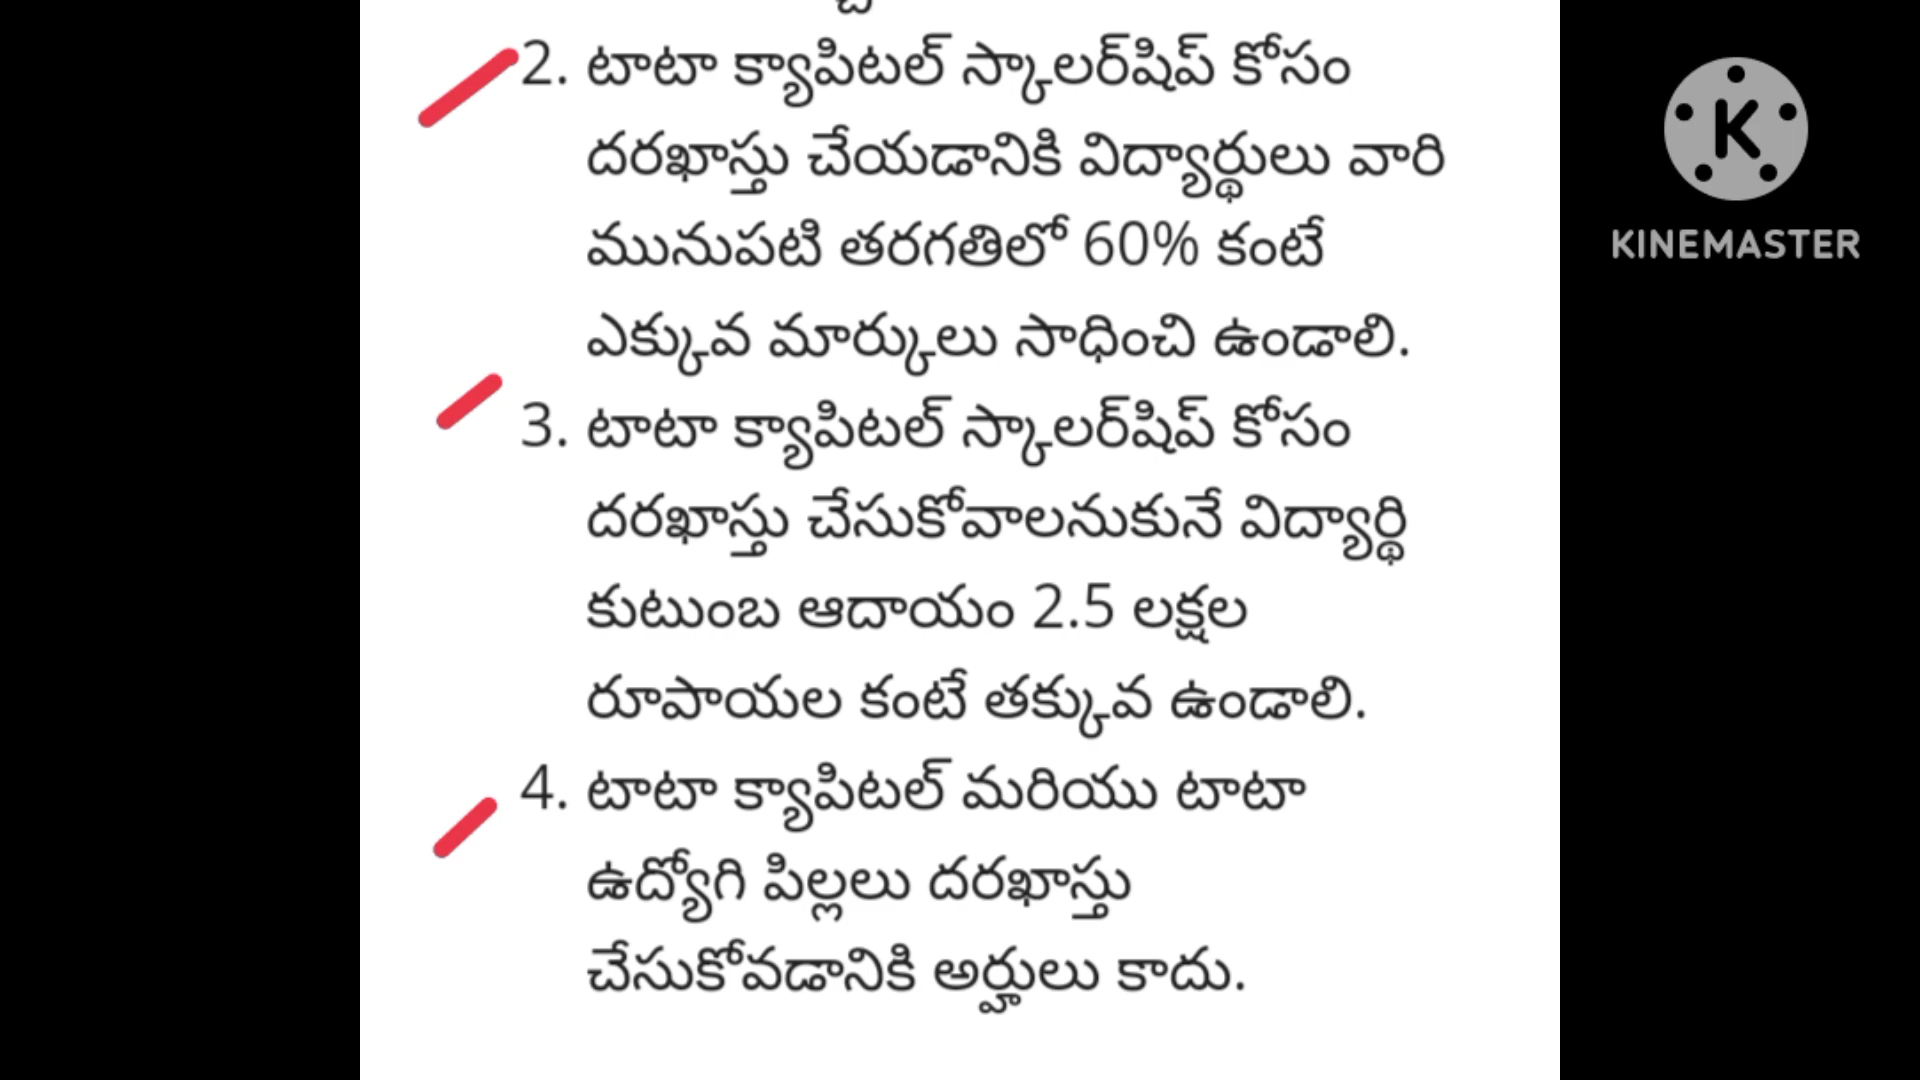 2. టాటా క్యాపిటల్ స్కాలర్‌షిప్ కోసం
దరఖాస్తు చేయడానికి విద్యార్థులు వారి
మునుపటి తరగతిలో 60% కంటే
ఎక్కువ మార్కులు సాధించి ఉండాలి.
3. టాటా క్యాపిటల్ స్కాలర్‌షిప్ కోసం
దరఖాస్తు చేసుకోవాలనుకునే విద్యార్థి
కుటుంబ ఆదాయం 2.5 లక్షల
రూపాయల కంటే తక్కువ ఉండాలి.
4. టాటా క్యాపిటల్ మరియు టాటా
ఉద్యోగి పిల్లలు దరఖాస్తు
చేసుకోవడానికి అర్హులు కాదు.
K
KINEMASTER